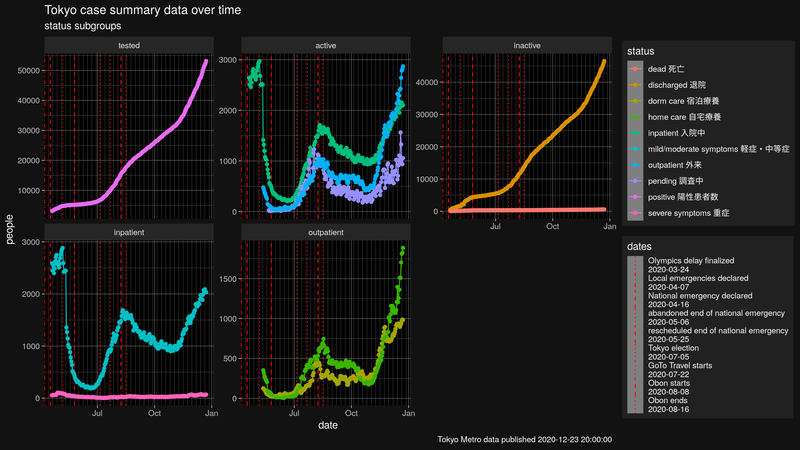 Tokyo case summary data over time
status subgroups
tested
active
inactive
50000
40000
30000
20000
10000
3000
2000
1000
0
40000
30000
20000
10000
0
Jul
Oct
Jan
inpatient
outpatient
3000
2000
1000
0
1500
1000
500
0
Jul
Oct
Jan
Jul
Oct
Jan
people
date
status
dead 死亡
discharged 退院
dorm care 宿泊療養
home care 自宅療養
inpatient 入院中
mild/moderate symptoms 軽症・中等症
outpatient 外来
pending 調査中
positive 陽性患者数
severe symptoms 重症
dates
Olympics delay finalized
2020-03-24
Local emergencies declared
2020-04-07
National emergency declared
2020-04-16
abandoned end of national emergency
2020-05-06
rescheduled end of national emergency
2020-05-25
Tokyo election
2020-07-05
GoTo Travel starts
2020-07-22
Obon starts
2020-08-08
Obon ends
2020-08-16
Tokyo Metro data published 2020-12-23 20:00:00